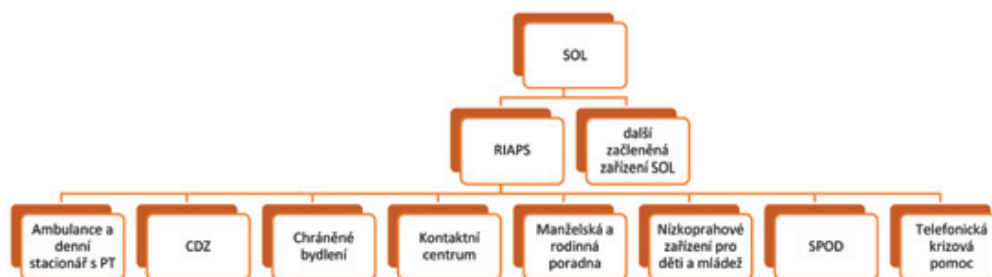 SOL
RIAPS
další
začleněná
zařízení SOL
Ambulance a
denní
stacionář s PT
CDZ
Chráněné
bydlení
Kontaktní
centrum
Manželská a
rodinná
poradna
Nízkoprahové
zařízení pro
děti a mládež
SPOD
Telefonická
krizová
pomoc